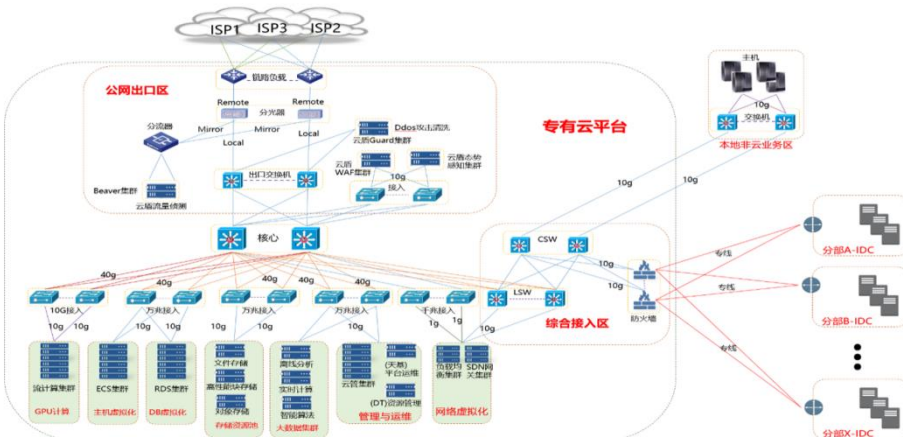 ISP1 ISP3 ISP2
链路负载
公网出口区
Remote Remote
分光器
分流器
Mirror Mirror
Local Local
Ddos攻击清洗
云盾Guard集群
专有云平台
云盾
WAF集群
云盾态势
感知集群
10g
接入
出口交换机
Beaver集群
云盾流量侦测
核心
主机
10g
交换机
本地非云业务区
10g
10g
CSW
LSW
10g
10g
防火墙
综合接入区
40g 40g 40g 40g 40g
10G接入 万兆接入 万兆接入 万兆接入 千兆接入
10g 10g 10g 10g 10g 10g 10g 10g 1g 1g 10g
流计算集群
GPU计算
ECS集群
主机虚拟化
RDS集群
DB虚拟化
文件存储
高性能块存储
对象存储
存储资源池
离线分析
实时计算
智能算法
大数据集群
云管集群
(天基)
平台运维
(DT)资源管理
管理与运维
负载均
衡集群
SDN网
关集群
网络虚拟化
专线
专线
专线
分部A-IDC
分部B-IDC
分部X-IDC